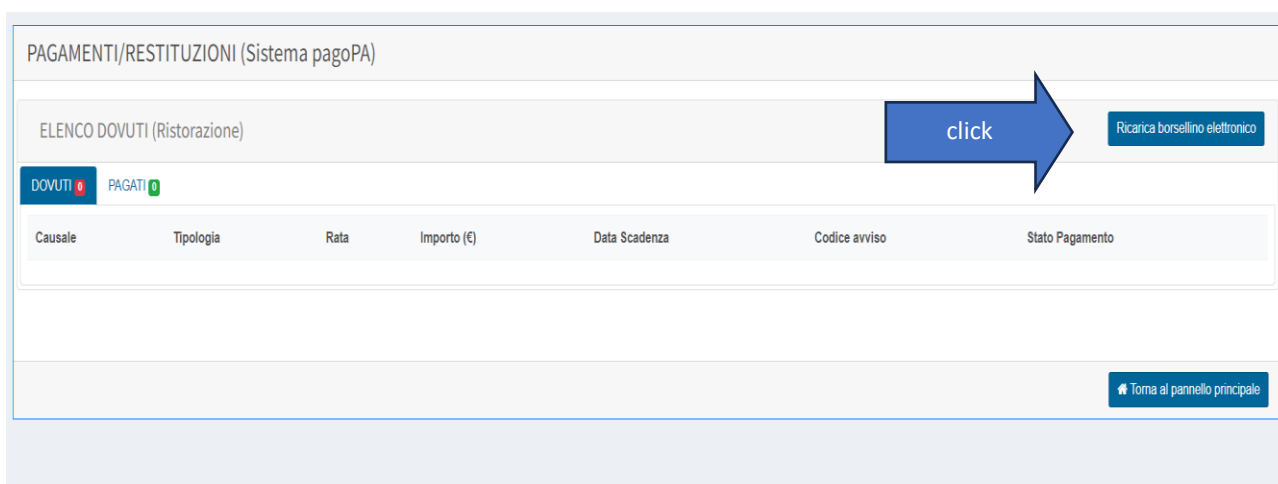 PAGAMENTI/RESTITUZIONI (Sistema pagoPA)
ELENCO DOVUTI (Ristorazione)
click
Ricarica borsellino elettronico
DOVUTI 0 PAGATI 0
Causale Tipologia Rata Importo (€) Data Scadenza Codice avviso Stato Pagamento
Torna al pannello principale